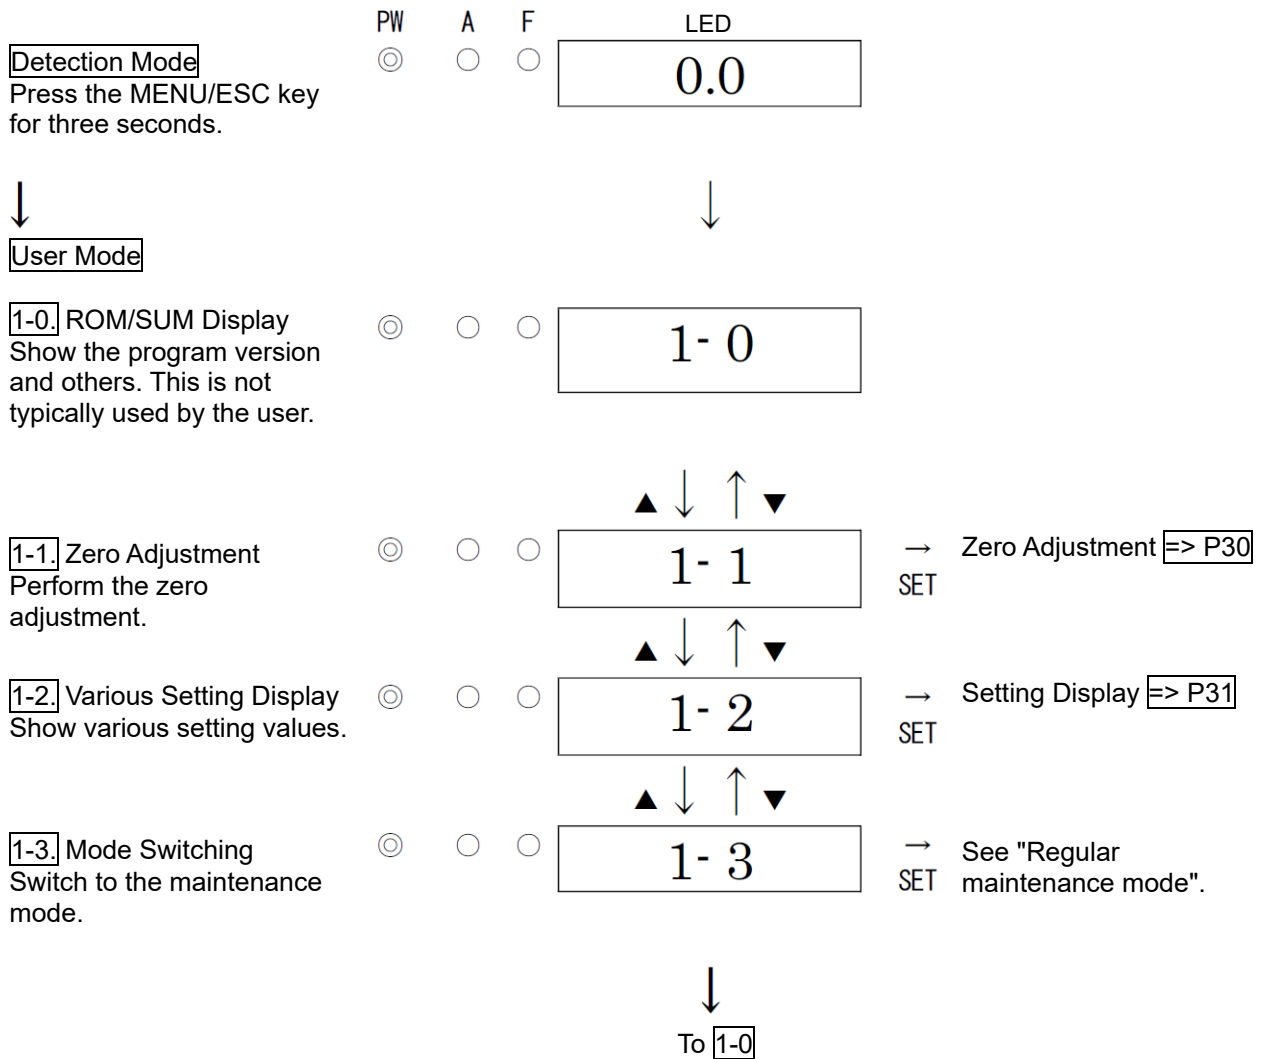 PW A F LED
Detection Mode ◎ ○ ○ 0.0
Press the MENU/ESC key
for three seconds.
↓ ↓
User Mode
1-0. ROM/SUM Display ◎ ○ ○ 1- 0
Show the program version
and others. This is not
typically used by the user.
▲ ↓ ↑ ▼
1-1. Zero Adjustment ◎ ○ ○ 1- 1 → Zero Adjustment => P30
Perform the zero SET
adjustment.
▲ ↓ ↑ ▼
1-2. Various Setting Display ◎ ○ ○ 1- 2 → Setting Display => P31
Show various setting values. SET
▲ ↓ ↑ ▼
1-3. Mode Switching ◎ ○ ○ 1- 3 → See "Regular
Switch to the maintenance SET maintenance mode".
mode.
↓
To 1-0